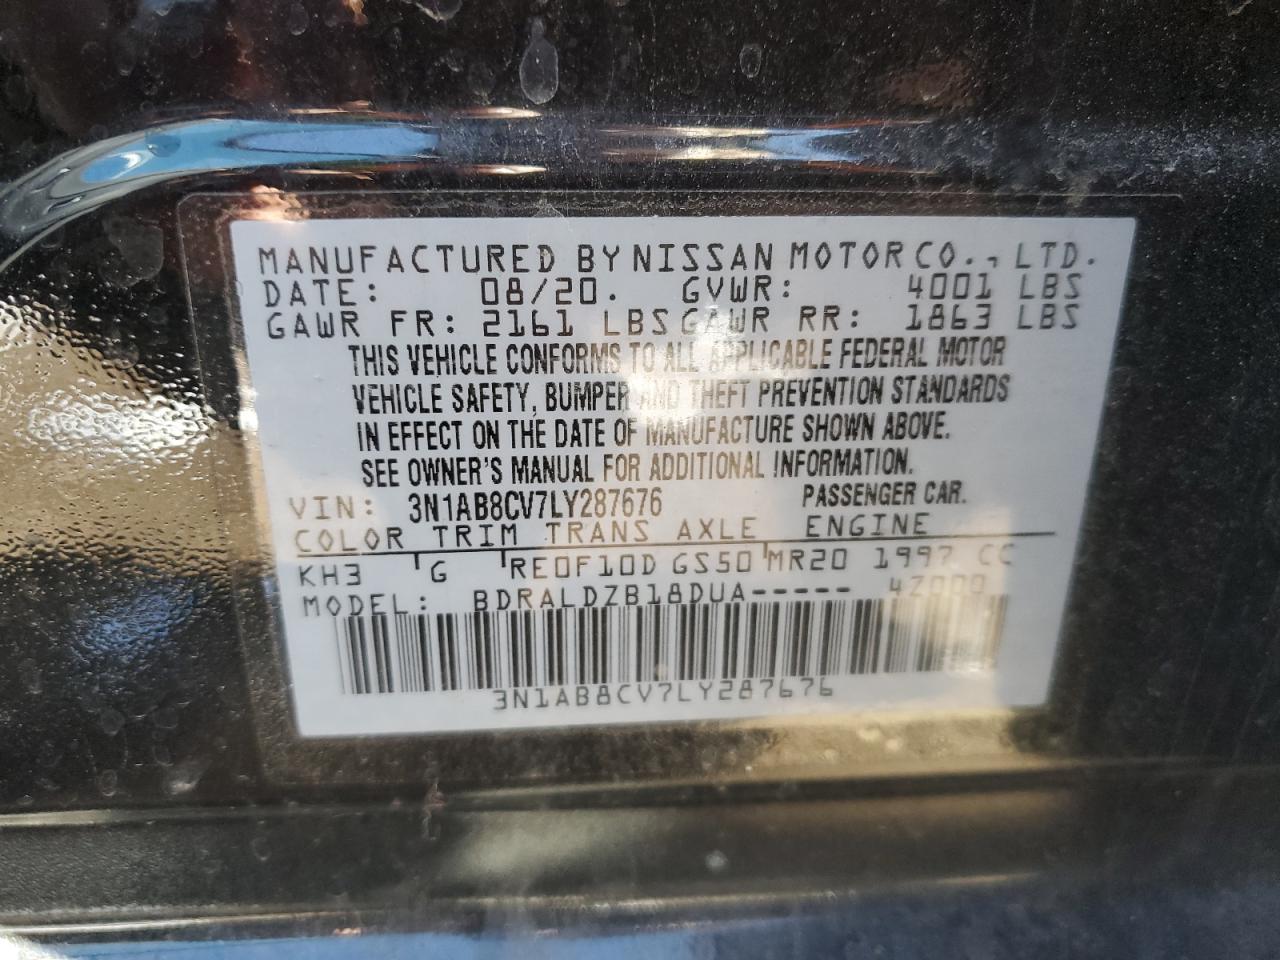 MANUFACTURED BY NISSAN MOTOR CO., LTD.
DATE: 08/20. GVWR: 4001 LBS
GAWR FR: 2161 LBS GAWR RR: 1863 LBS
THIS VEHICLE CONFORMS TO ALL APPLICABLE FEDERAL MOTOR
VEHICLE SAFETY, BUMPER AND THEFT PREVENTION STANDARDS
IN EFFECT ON THE DATE OF MANUFACTURE SHOWN ABOVE.
SEE OWNER'S MANUAL FOR ADDITIONAL INFORMATION.
VIN: 3N1AB8CV7LY287676 PASSENGER CAR.
COLOR TRIM TRANS AXLE ENGINE
KH3 G RE0F10D GS50 MR20 1997 CC
MODEL: BDRALDZB18DUA----- 4Z000
3N1AB8CV7LY287676